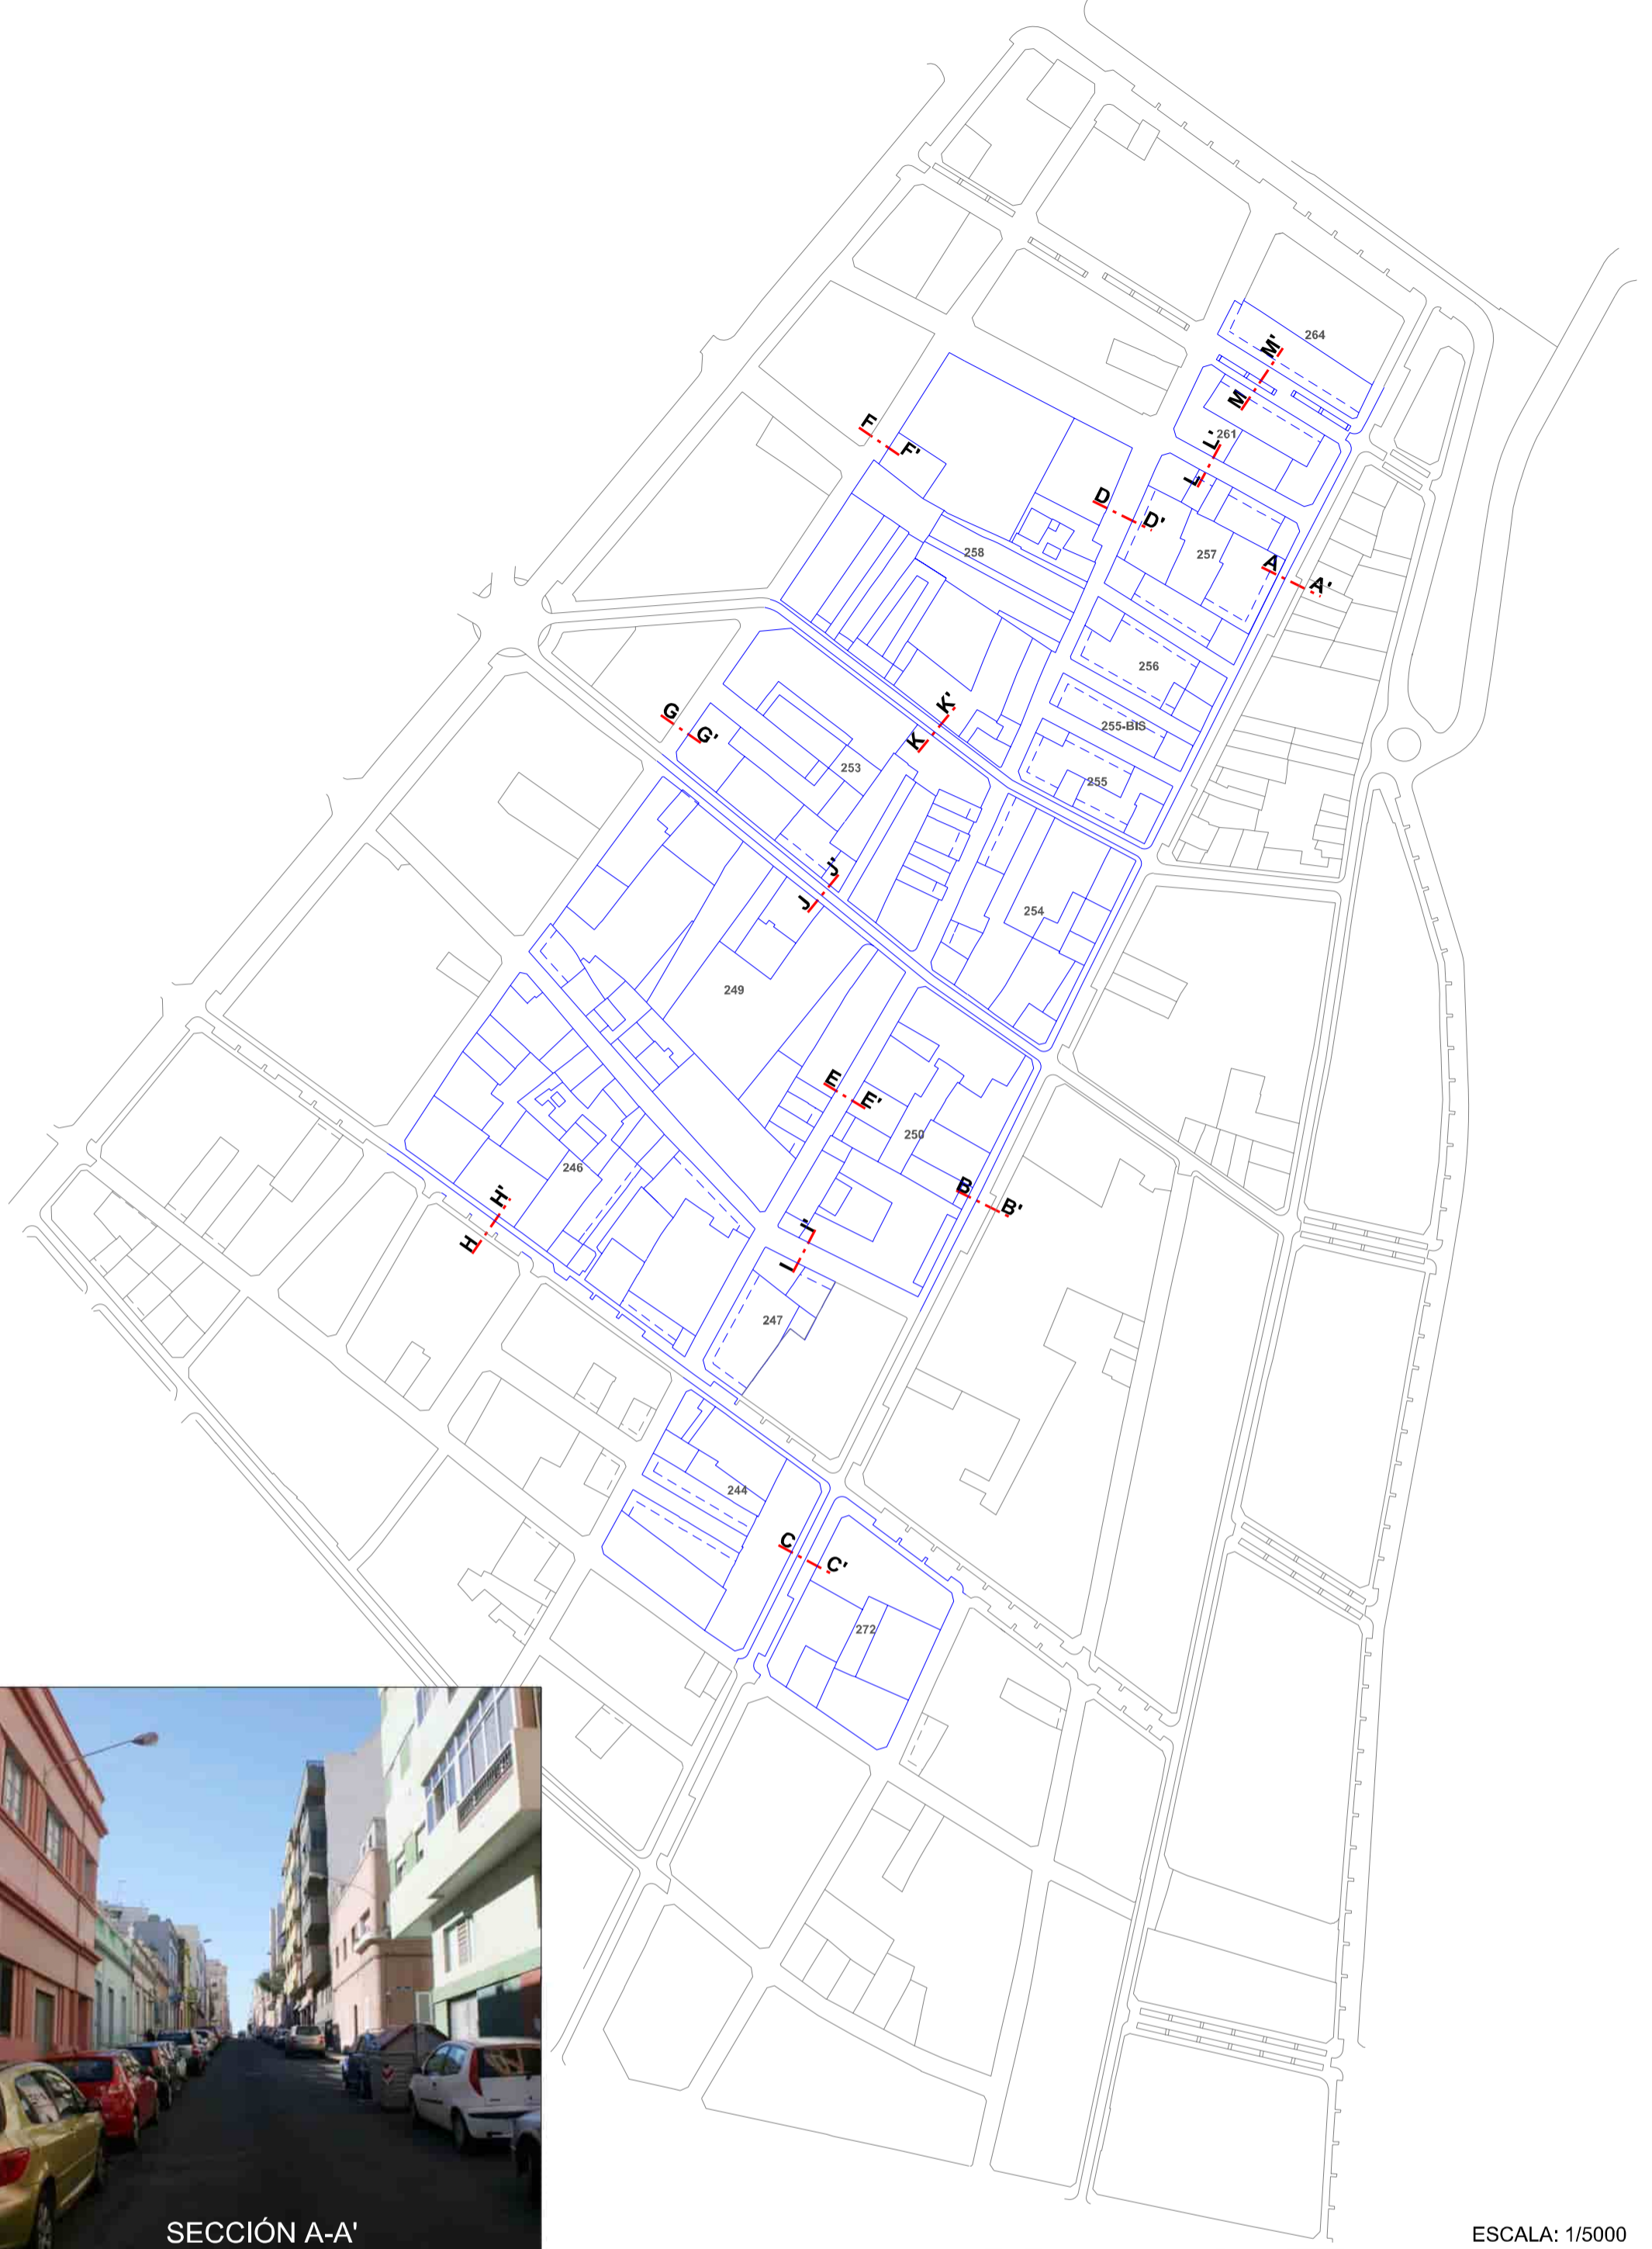 264
M'
M
261
L'
L
F
F'
D
D'
257
258
A
A'
256
K'
G
G'
K
255-BIS
253
255
J'
J
254
249
E
E'
250
246
B
B'
H'
H
I'
I
247
244
C
C'
272
SECCIÓN A-A'
ESCALA: 1/5000